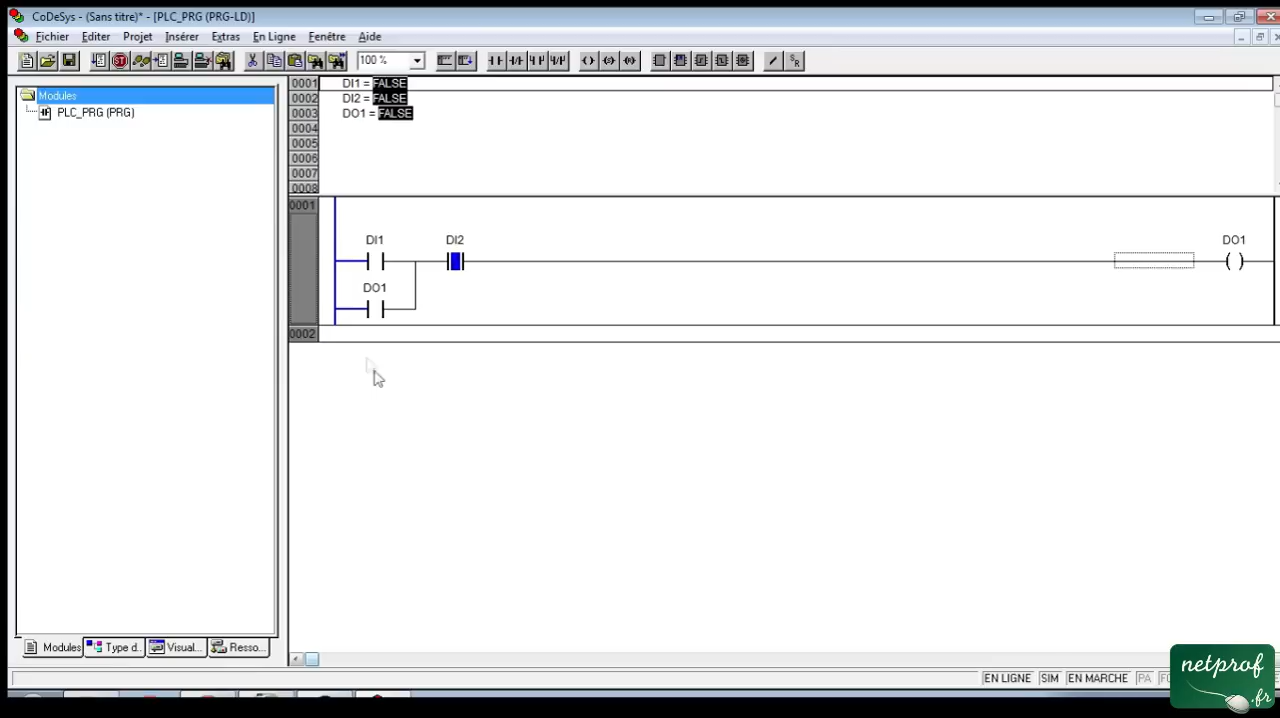 CoDeSys - (Sans titre)* - [PLC_PRG (PRG-LD)]
Fichier Editer Projet Insérer Extras En Ligne Fenêtre Aide
100 %
Modules
PLC_PRG (PRG)
0001 DI1 = FALSE
0002 DI2 = FALSE
0003 DO1 = FALSE
0004
0005
0006
0007
0008
0001
DI1 DI2 DO1
DO1
0002
Modules Type d... Visual... Resso...
EN LIGNE SIM EN MARCHE PA
netprof
.fr